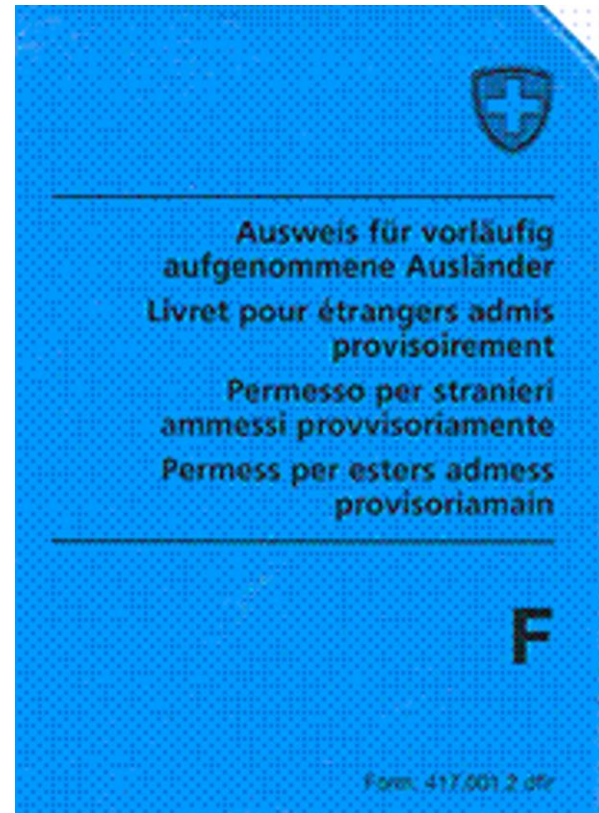 Ausweis für vorläufig
aufgenommene Ausländer
Livret pour étrangers admis
provisoirement
Permesso per stranieri
ammessi provvisoriamente
Permess per esters admess
provisoriamain
F
Form. 417.001.2 dfir